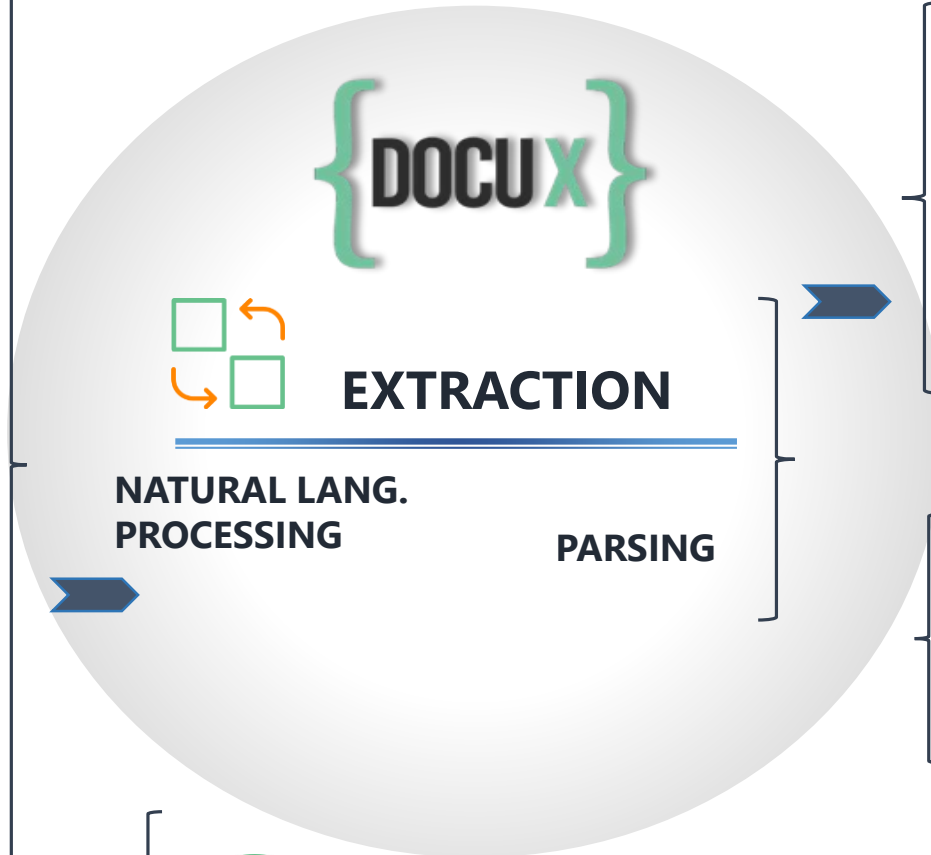 {DOCUX}
EXTRACTION
NATURAL LANG.
PROCESSING
PARSING